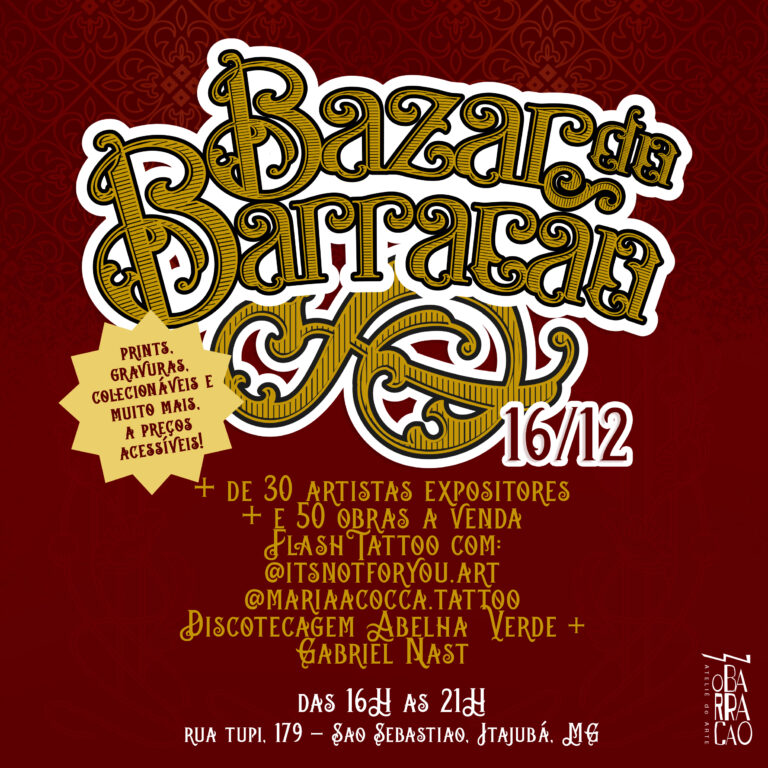 Bazar da
Barracão
16/12
PRINTS,
GRAVURAS,
COLECIONÁVEIS E
MUITO MAIS,
A PREÇOS
ACESSÍVEIS!
+ DE 30 ARTISTAS EXPOSITORES
+ E 50 OBRAS A VENDA
FLASH TATTOO COM:
@ITSNOTFORYOU.ART
@MARIAACOCCA.TATTOO
DISCOTECAGEM ABELHA VERDE +
GABRIEL NAST
DAS 16H AS 21H
RUA TUPI, 179 – SAO SEBASTIAO, ITAJUBÁ, MG
OBARRACAO
ATELIÊ do ARTE